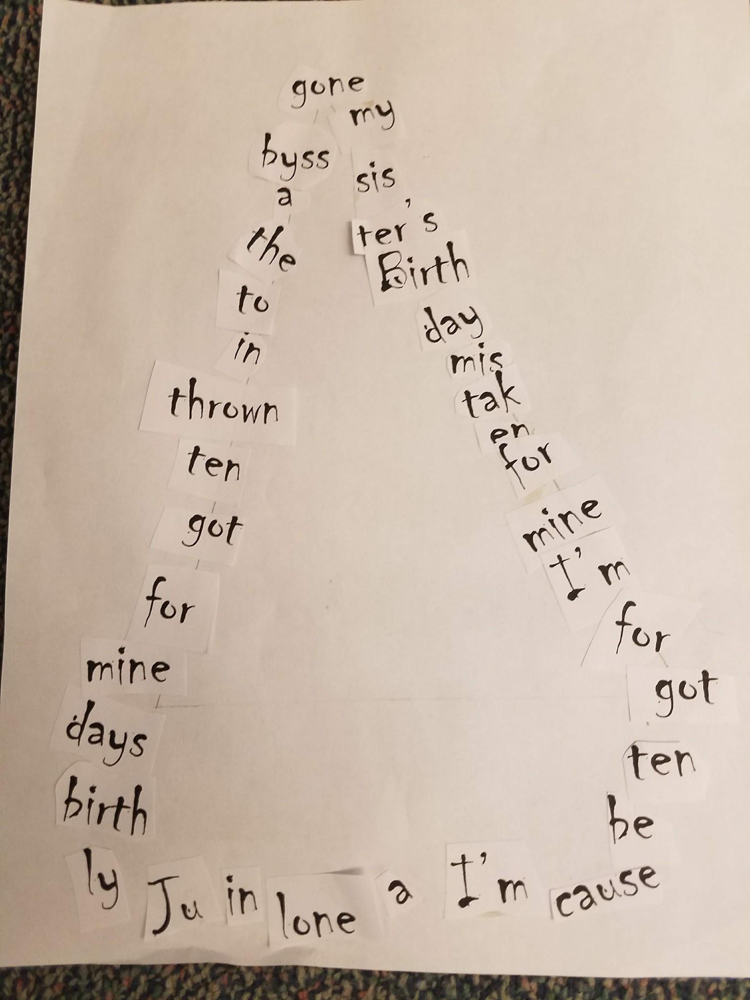 my
sis
ter's
Birth
day
mis
tak
en
for
mine
I'm
for
got
ten
be
cause
I'm
a
lone
in
Ju
ly
birth
days
mine
for
got
ten
thrown
in
to
the
a
byss
gone